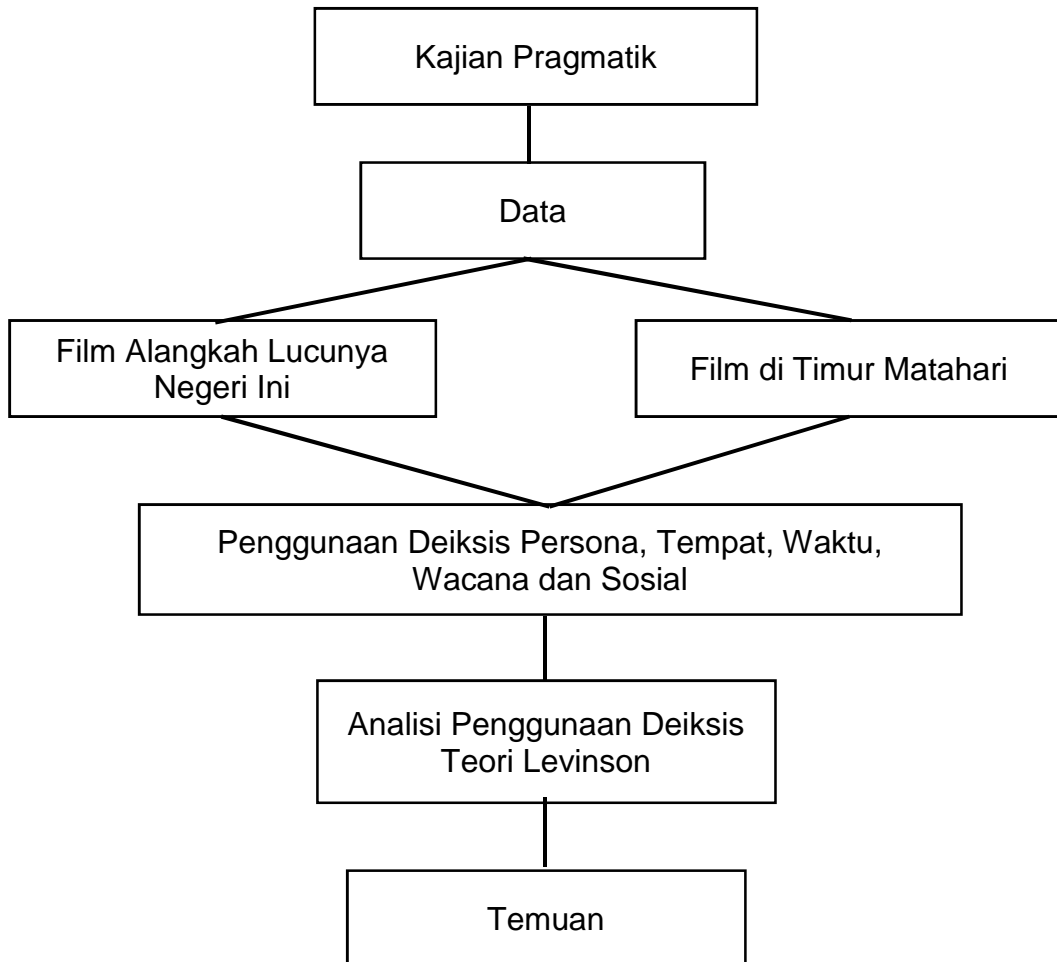 Kajian Pragmatik
Data
Film Alangkah Lucunya
Negeri Ini
Film di Timur Matahari
Penggunaan Deiksis Persona, Tempat, Waktu,
Wacana dan Sosial
Analisi Penggunaan Deiksis
Teori Levinson
Temuan